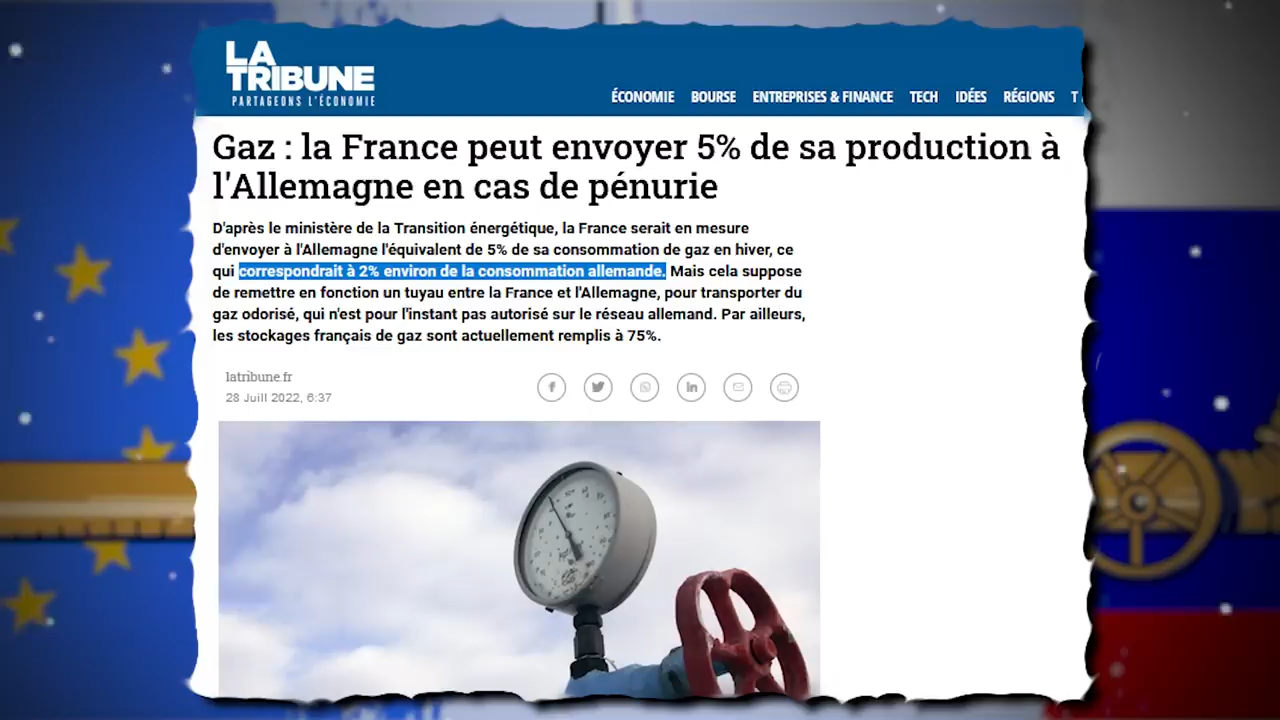 LA
TRIBUNE
PARTAGEONS L'ÉCONOMIE
ÉCONOMIE BOURSE ENTREPRISES & FINANCE TECH IDÉES RÉGIONS T
Gaz : la France peut envoyer 5% de sa production à
l'Allemagne en cas de pénurie
D'après le ministère de la Transition énergétique, la France serait en mesure
d'envoyer à l'Allemagne l'équivalent de 5% de sa consommation de gaz en hiver, ce
qui correspondrait à 2% environ de la consommation allemande. Mais cela suppose
de remettre en fonction un tuyau entre la France et l'Allemagne, pour transporter du
gaz odorisé, qui n'est pour l'instant pas autorisé sur le réseau allemand. Par ailleurs,
les stockages français de gaz sont actuellement remplis à 75%.
latribune.fr
28 Juill 2022, 6:37